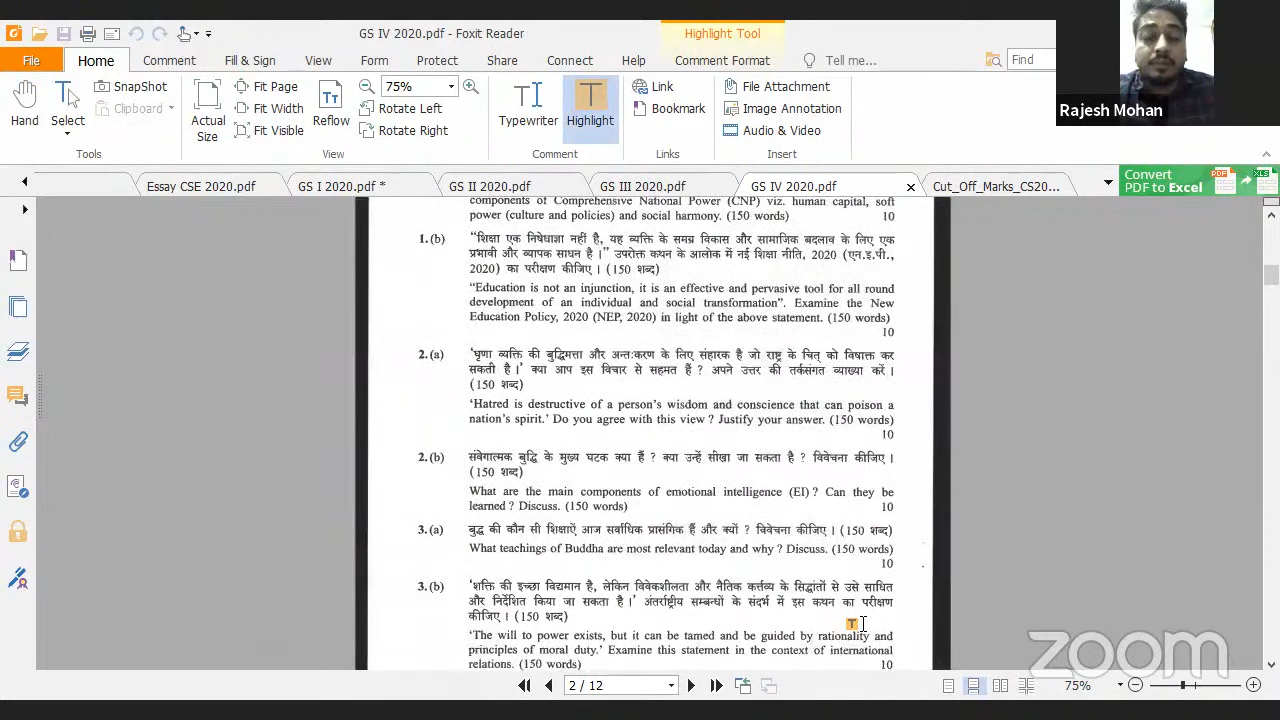 GS IV 2020.pdf - Foxit Reader
Highlight Tool
File Home Comment Fill & Sign View Form Protect Share Connect Help Comment Format Tell me... Find
Hand
Select
SnapShot
Clipboard
Tools
Actual Size
Fit Page
Fit Width
Fit Visible
Reflow
Rotate Left
Rotate Right
75%
View
Typewriter
Highlight
Comment
Link
Bookmark
Links
File Attachment
Image Annotation
Audio & Video
Insert
Rajesh Mohan
Essay CSE 2020.pdf GS I 2020.pdf * GS II 2020.pdf GS III 2020.pdf GS IV 2020.pdf Cut_Off_Marks_CS20...
Convert PDF to Excel
PDF XLS
components of Comprehensive National Power (CNP) viz. human capital, soft
power (culture and policies) and social harmony. (150 words) 10
1.(b) “शिक्षा एक निषेधाज्ञा नहीं है, यह व्यक्ति के समग्र विकास और सामाजिक बदलाव के लिए एक
प्रभावी और व्यापक साधन है।” उपरोक्त कथन के आलोक में नई शिक्षा नीति, 2020 (एन.इ.पी.,
2020) का परीक्षण कीजिए। (150 शब्द)
“Education is not an injunction, it is an effective and pervasive tool for all round
development of an individual and social transformation”. Examine the New
Education Policy, 2020 (NEP, 2020) in light of the above statement. (150 words)
10
2.(a) ‘घृणा व्यक्ति की बुद्धिमत्ता और अन्तःकरण के लिए संहारक है जो राष्ट्र के चित् को विषाक्त कर
सकती है।’ क्या आप इस विचार से सहमत हैं ? अपने उत्तर की तर्कसंगत व्याख्या करें।
(150 शब्द)
‘Hatred is destructive of a person’s wisdom and conscience that can poison a
nation’s spirit.’ Do you agree with this view ? Justify your answer. (150 words)
10
2.(b) संवेगात्मक बुद्धि के मुख्य घटक क्या हैं ? क्या उन्हें सीखा जा सकता है ? विवेचना कीजिए।
(150 शब्द)
What are the main components of emotional intelligence (EI) ? Can they be
learned ? Discuss. (150 words) 10
3.(a) बुद्ध की कौन सी शिक्षाएँ आज सर्वाधिक प्रासंगिक हैं और क्यों ? विवेचना कीजिए। (150 शब्द)
What teachings of Buddha are most relevant today and why ? Discuss. (150 words)
10
3.(b) ‘शक्ति की इच्छा विद्यमान है, लेकिन विवेकशीलता और नैतिक कर्त्तव्य के सिद्धांतों से उसे साधित
और निर्देशित किया जा सकता है।’ अंतर्राष्ट्रीय सम्बन्धों के संदर्भ में इस कथन का परीक्षण
कीजिए। (150 शब्द)
‘The will to power exists, but it can be tamed and be guided by rationality and
principles of moral duty.’ Examine this statement in the context of international
relations. (150 words) 10
zoom
2 / 12
75%